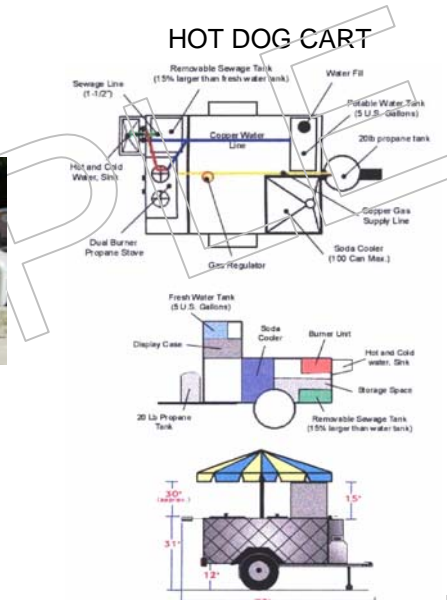 HOT DOG CART
Removable Sewage Tank
(15% larger than fresh water tank)
Water Fill
Sewage Line
(1-1/2")
Potable Water Tank
(5 U.S. Gallons)
Copper Water
Line
20lb propane tank
Hot and Cold
Water, Sink
Copper Gas
Supply Line
Dual Burner
Propane Stove
Gas Regulator
Soda Cooler
(100 Can Max.)
Fresh Water Tank
(5 U.S. Gallons)
Soda
Cooler
Burner Unit
Display Case
Hot and Cold
water, Sink
Storage Space
20 Lb Propane
Tank
Removable Sewage Tank
(15% larger than water tank)
30"
15"
31"
12"